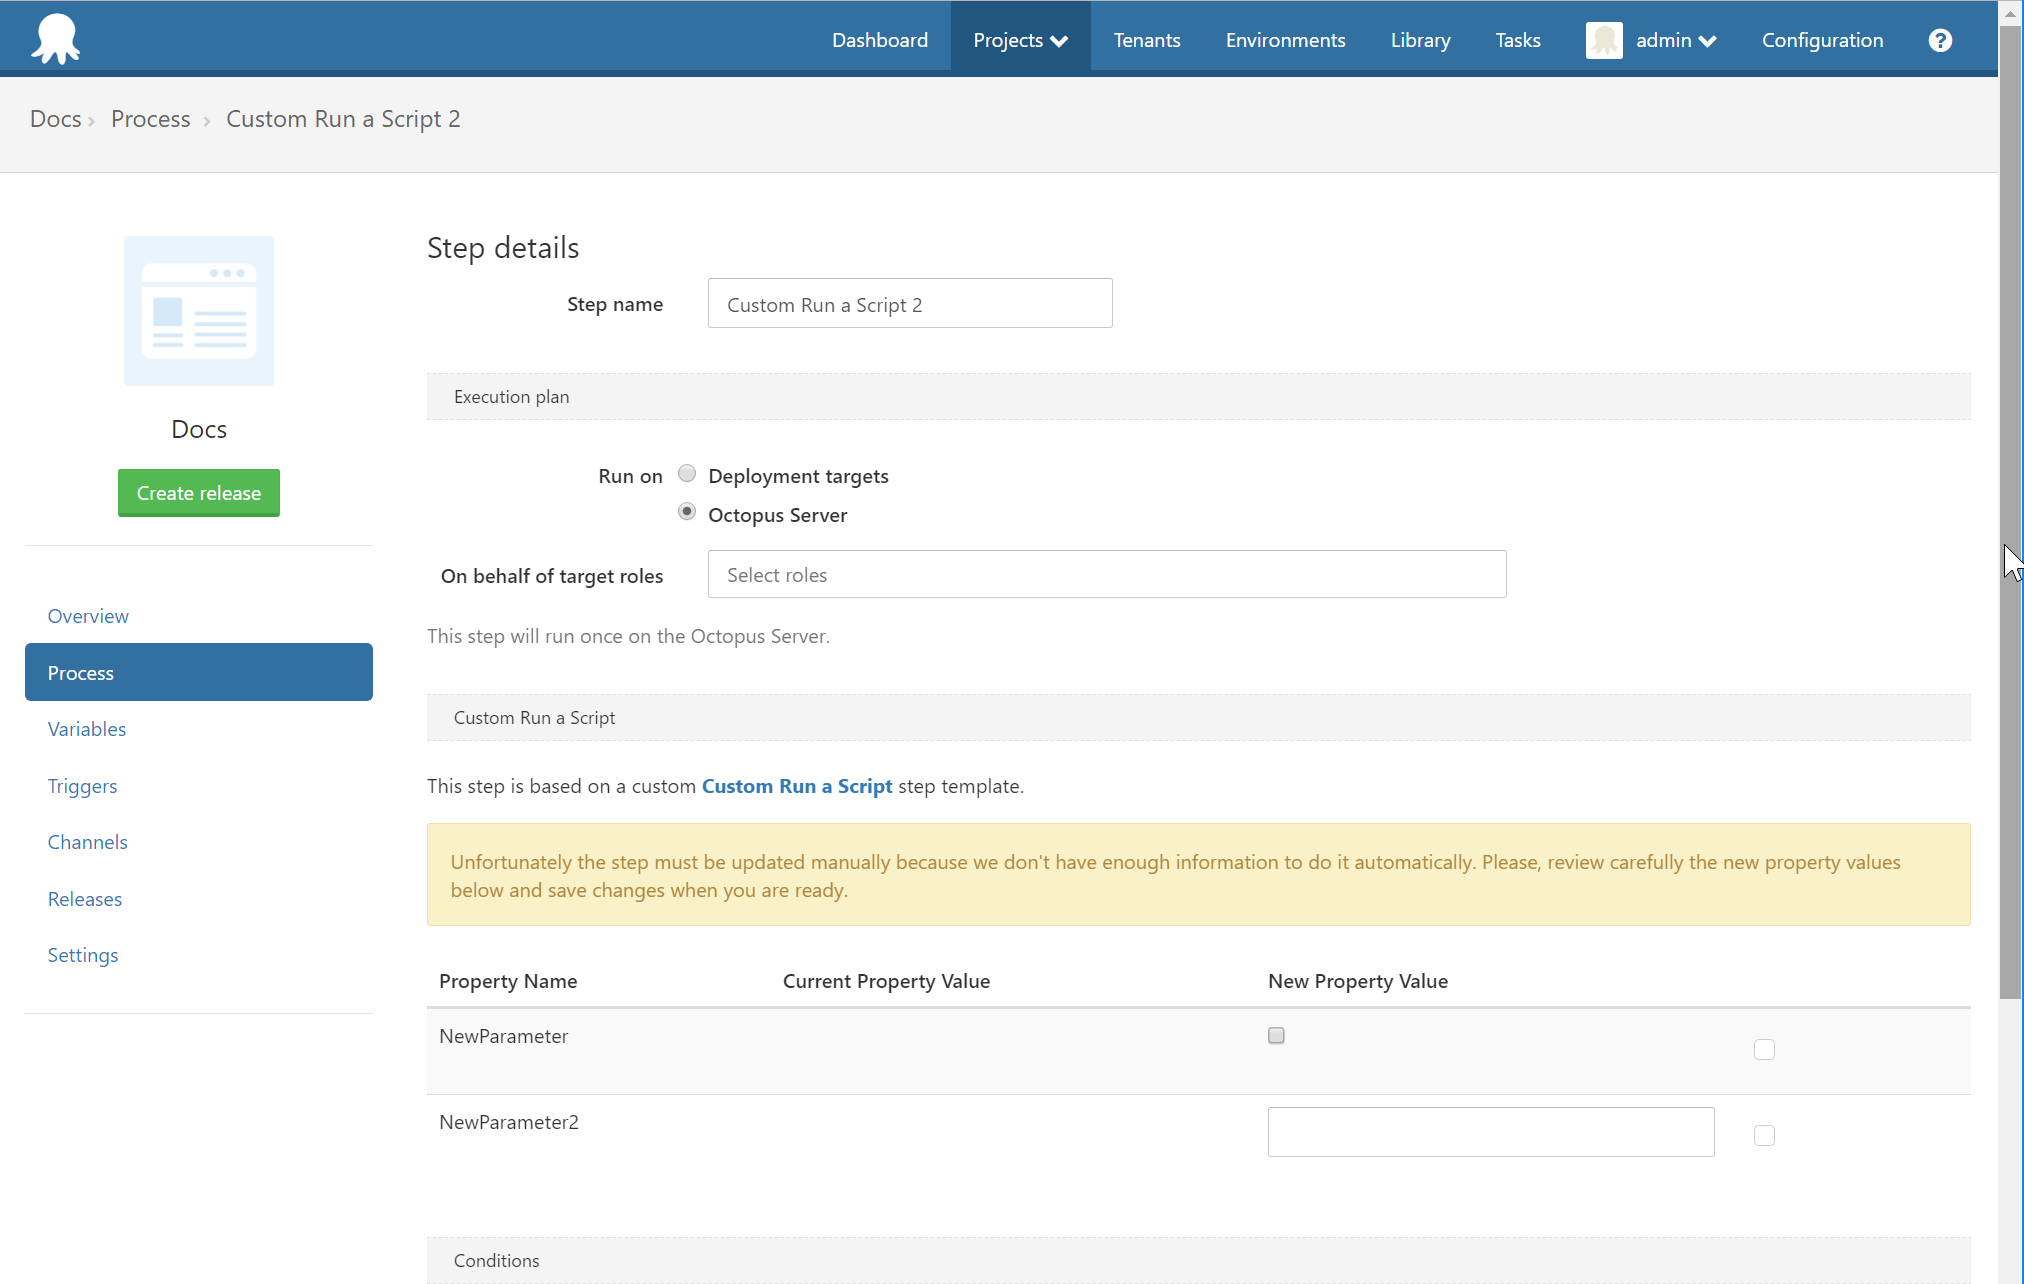 Dashboard Projects Tenants Environments Library Tasks admin Configuration ?
Docs › Process › Custom Run a Script 2
Docs
Create release
Overview
Process
Variables
Triggers
Channels
Releases
Settings
Step details
Step name Custom Run a Script 2
Execution plan
Run on Deployment targets
Octopus Server
On behalf of target roles Select roles
This step will run once on the Octopus Server.
Custom Run a Script
This step is based on a custom Custom Run a Script step template.
Unfortunately the step must be updated manually because we don't have enough information to do it automatically. Please, review carefully the new property values
below and save changes when you are ready.
Property Name Current Property Value New Property Value
NewParameter
NewParameter2
Conditions